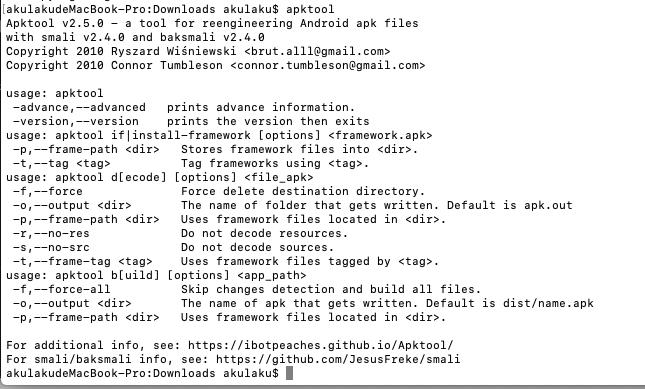 akulakudeMacBook-Pro:Downloads akulaku$ apktool
Apktool v2.5.0 - a tool for reengineering Android apk files
with smali v2.4.0 and baksmali v2.4.0
Copyright 2010 Ryszard Wiśniewski <brut.alll@gmail.com>
Copyright 2010 Connor Tumbleson <connor.tumbleson@gmail.com>

usage: apktool
 -advance,--advanced   prints advance information.
 -version,--version    prints the version then exits
usage: apktool if|install-framework [options] <framework.apk>
 -p,--frame-path <dir>   Stores framework files into <dir>.
 -t,--tag <tag>          Tag frameworks using <tag>.
usage: apktool d[ecode] [options] <file_apk>
 -f,--force              Force delete destination directory.
 -o,--output <dir>       The name of folder that gets written. Default is apk.out
 -p,--frame-path <dir>   Uses framework files located in <dir>.
 -r,--no-res             Do not decode resources.
 -s,--no-src             Do not decode sources.
 -t,--frame-tag <tag>    Uses framework files tagged by <tag>.
usage: apktool b[uild] [options] <app_path>
 -f,--force-all          Skip changes detection and build all files.
 -o,--output <dir>       The name of apk that gets written. Default is dist/name.apk
 -p,--frame-path <dir>   Uses framework files located in <dir>.

For additional info, see: https://ibotpeaches.github.io/Apktool/
For smali/baksmali info, see: https://github.com/JesusFreke/smali
akulakudeMacBook-Pro:Downloads akulaku$